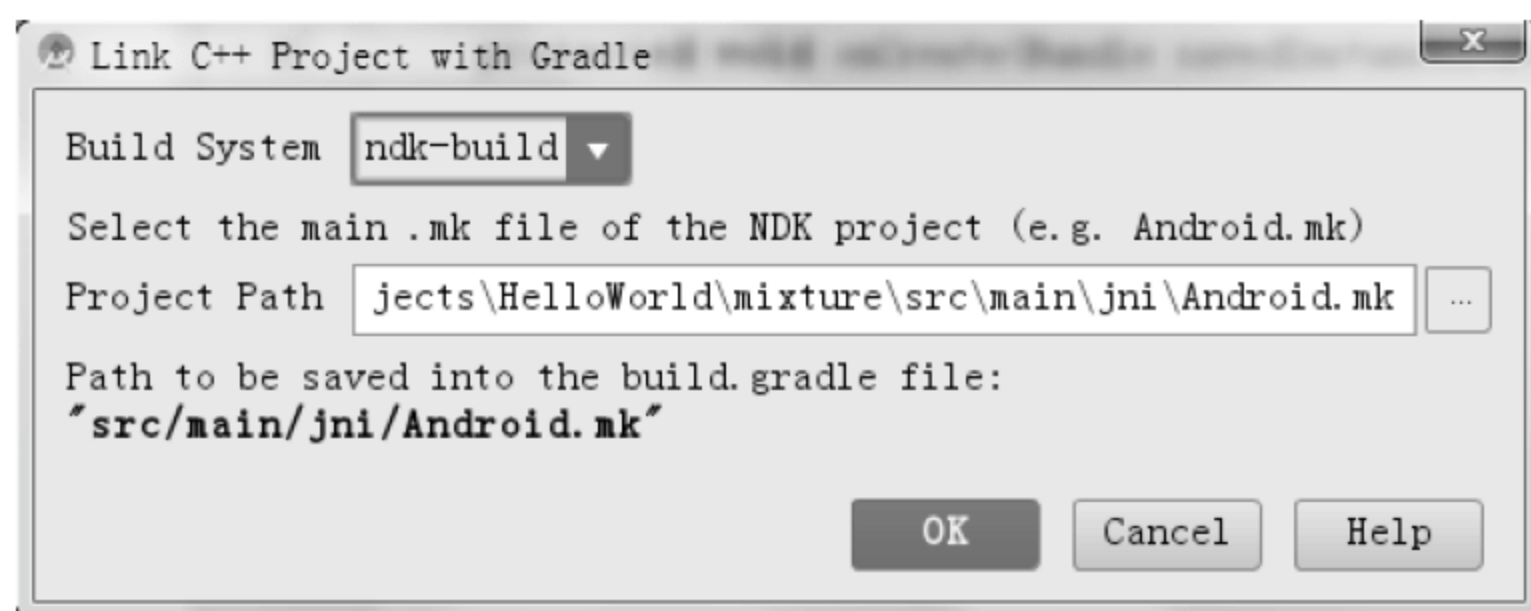 Link C++ Project with Gradle
Build System ndk-build
Select the main .mk file of the NDK project (e.g. Android.mk)
Project Path jects\HelloWorld\mixture\src\main\jni\Android.mk ...
Path to be saved into the build.gradle file:
"src/main/jni/Android.mk"
OK Cancel Help